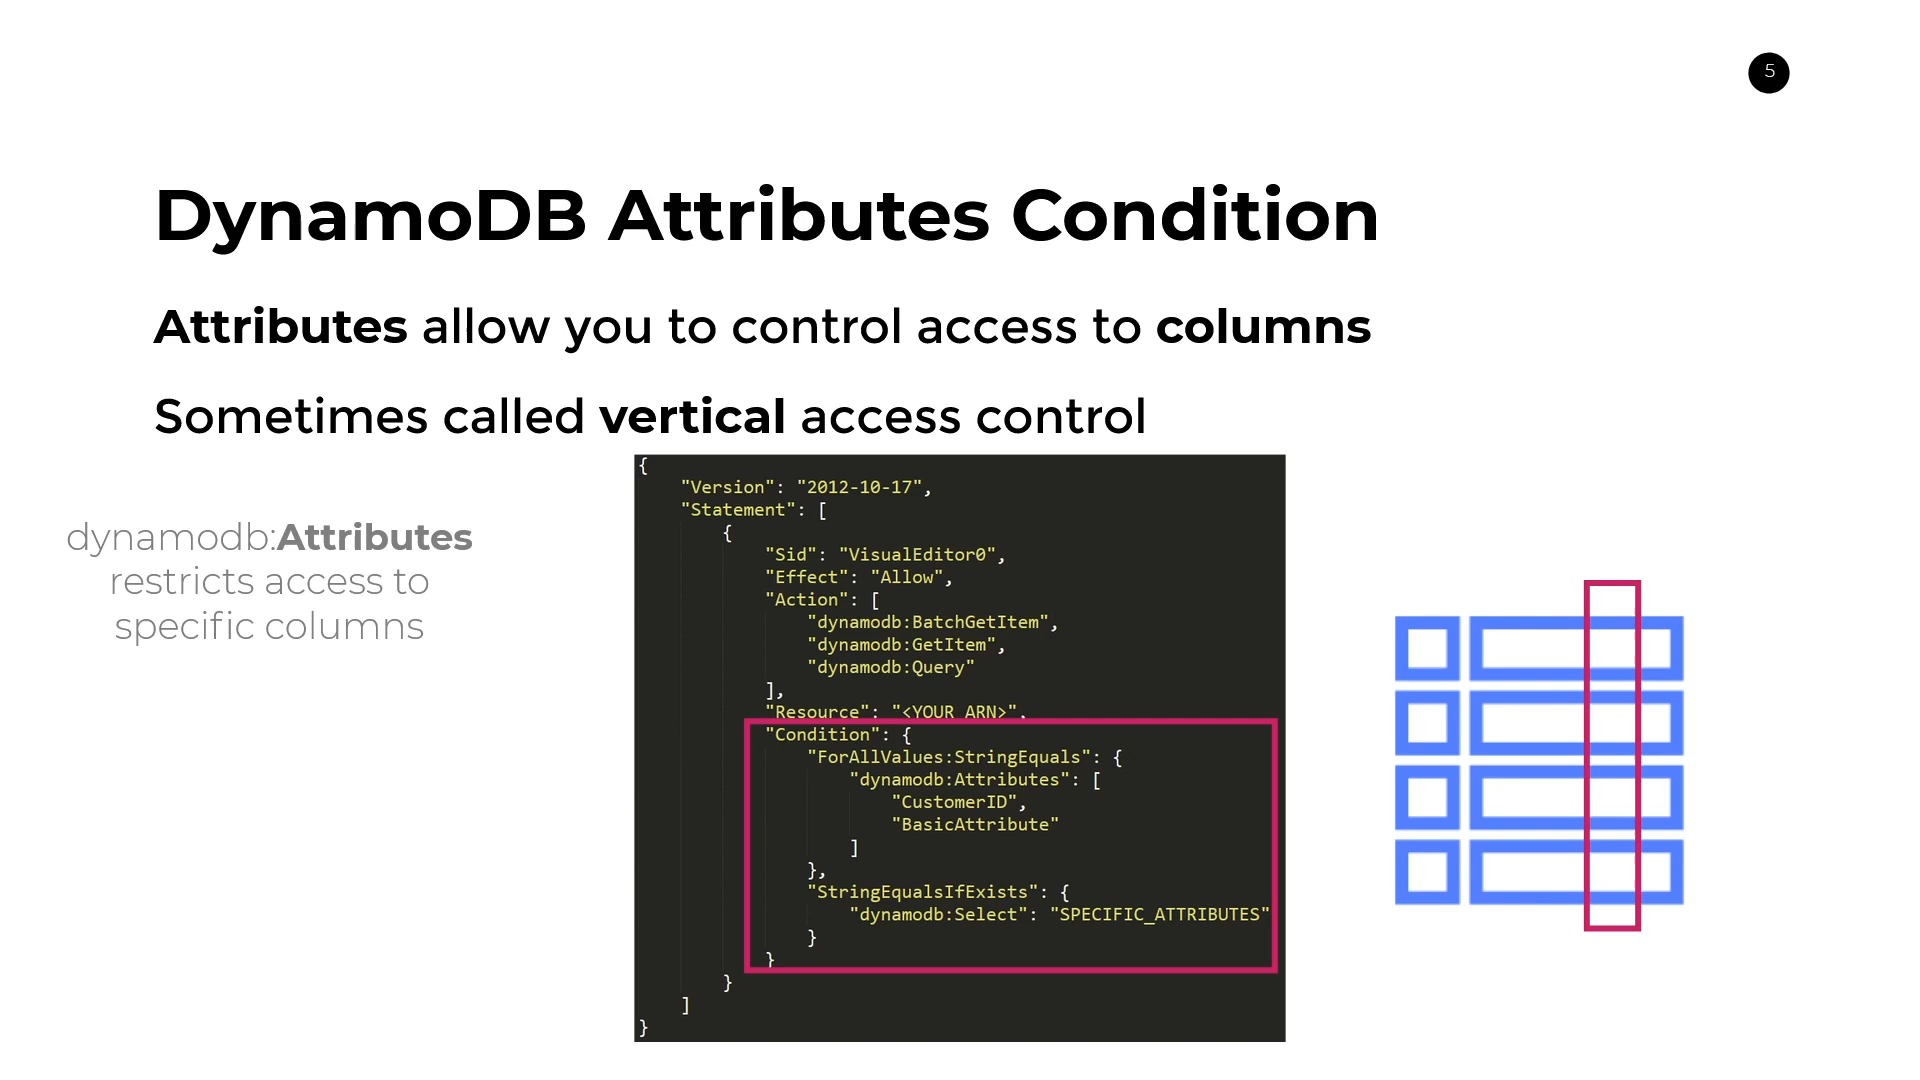 5
DynamoDB Attributes Condition
Attributes allow you to control access to columns
Sometimes called vertical access control
dynamodb:Attributes
restricts access to
specific columns
{
    "Version": "2012-10-17",
    "Statement": [
        {
            "Sid": "VisualEditor0",
            "Effect": "Allow",
            "Action": [
                "dynamodb:BatchGetItem",
                "dynamodb:GetItem",
                "dynamodb:Query"
            ],
            "Resource": "<YOUR ARN>",
            "Condition": {
                "ForAllValues:StringEquals": {
                    "dynamodb:Attributes": [
                        "CustomerID",
                        "BasicAttribute"
                    ]
                },
                "StringEqualsIfExists": {
                    "dynamodb:Select": "SPECIFIC_ATTRIBUTES"
                }
            }
        }
    ]
}